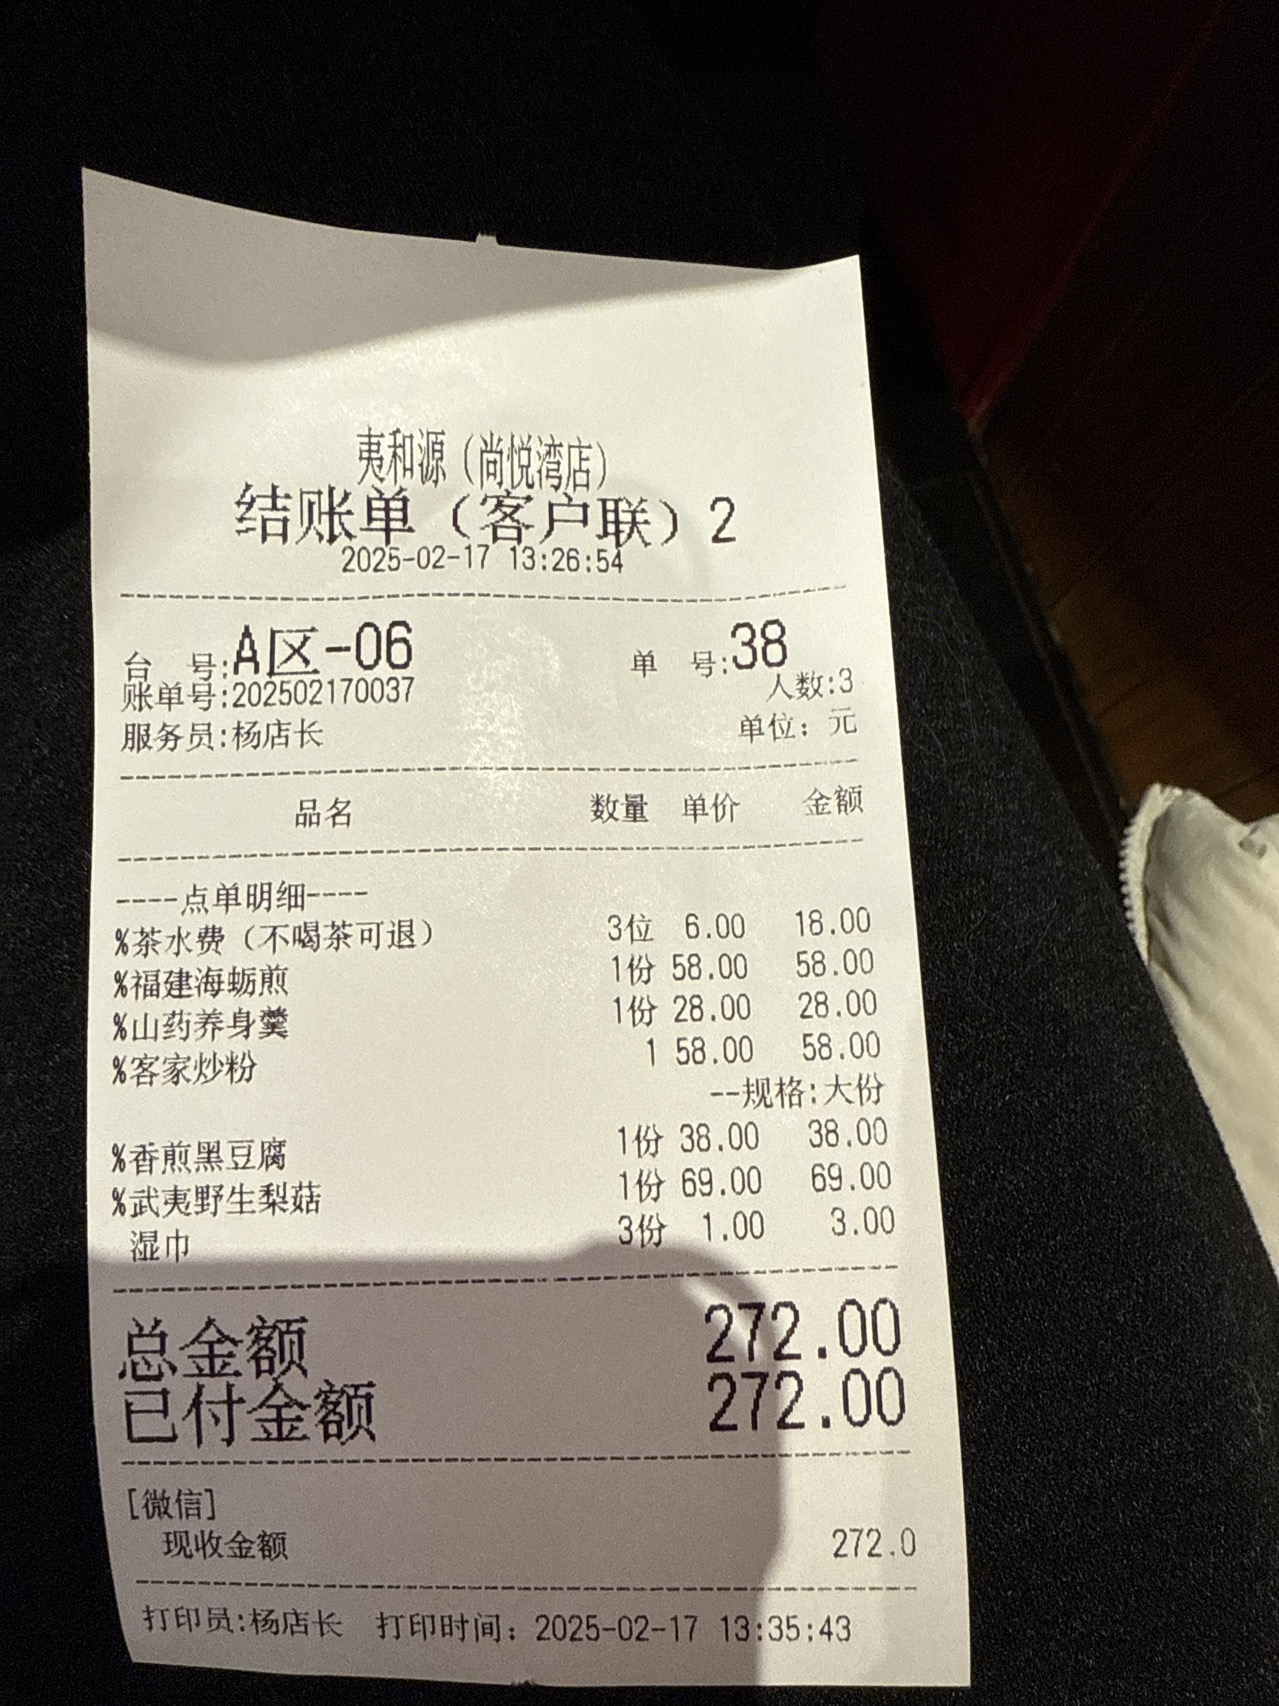 夷和源（尚悦湾店）
结账单（客户联）2
2025-02-17 13:26:54
台 号:A区-06 单 号:38
账单号:202502170037 人数:3
服务员:杨店长 单位：元
品名 数量 单价 金额
----点单明细----
%茶水费（不喝茶可退） 3位 6.00 18.00
%福建海蛎煎 1份 58.00 58.00
%山药养身羹 1份 28.00 28.00
%客家炒粉 1 58.00 58.00
--规格:大份
%香煎黑豆腐 1份 38.00 38.00
%武夷野生梨菇 1份 69.00 69.00
湿巾 3份 1.00 3.00
总金额 272.00
已付金额 272.00
[微信]
现收金额 272.0
打印员:杨店长 打印时间：2025-02-17 13:35:43